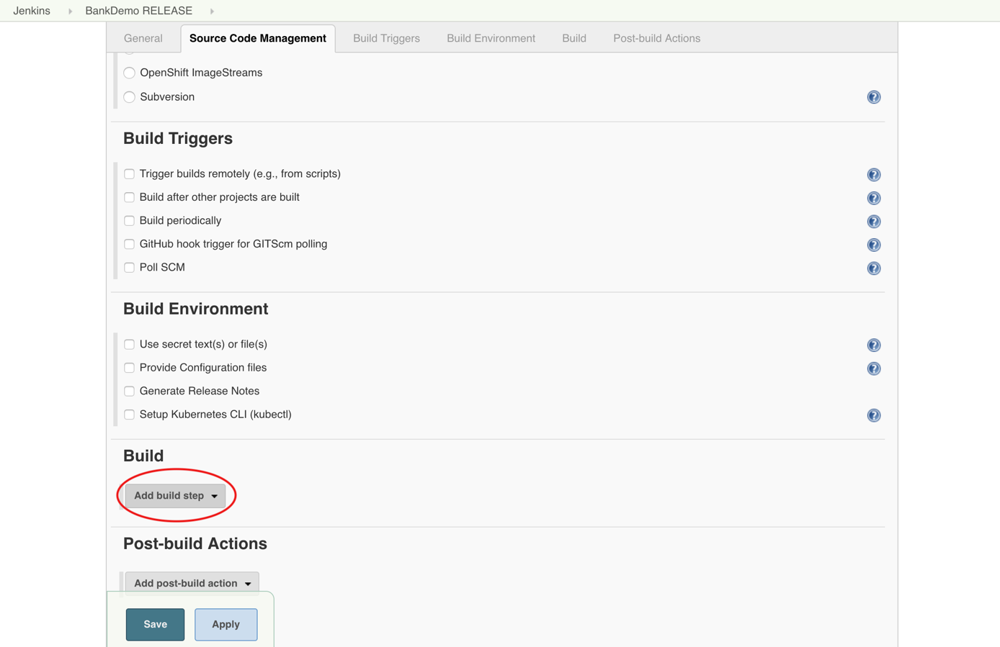 Jenkins BankDemo RELEASE
General Source Code Management Build Triggers Build Environment Build Post-build Actions
OpenShift ImageStreams
Subversion
Build Triggers
Trigger builds remotely (e.g., from scripts)
Build after other projects are built
Build periodically
GitHub hook trigger for GITScm polling
Poll SCM
Build Environment
Use secret text(s) or file(s)
Provide Configuration files
Generate Release Notes
Setup Kubernetes CLI (kubectl)
Build
Add build step
Post-build Actions
Add post-build action
Save Apply